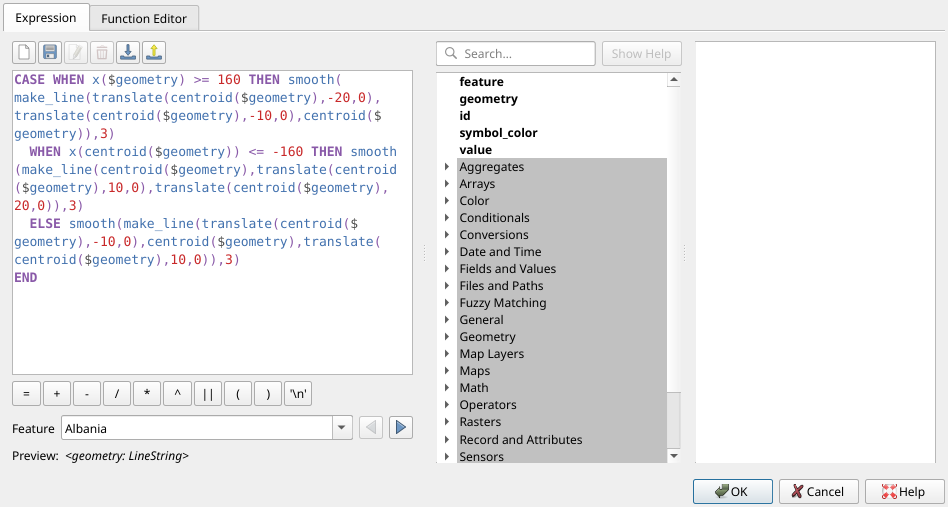 Expression
Function Editor
CASE WHEN x($geometry) >= 160 THEN smooth(
make_line(translate(centroid($geometry),-20,0),
translate(centroid($geometry),-10,0),centroid($
geometry)),3)
WHEN x(centroid($geometry)) <= -160 THEN smooth
(make_line(centroid($geometry),translate(centroid
($geometry),10,0),translate(centroid($geometry),
20,0)),3)
ELSE smooth(make_line(translate(centroid($
geometry),-10,0),centroid($geometry),translate(
centroid($geometry),10,0)),3)
END
= + - / * ^ || ( ) '\n'
Feature Albania
Preview: <geometry: LineString>
Search...
Show Help
feature
geometry
id
symbol_color
value
Aggregates
Arrays
Color
Conditionals
Conversions
Date and Time
Fields and Values
Files and Paths
Fuzzy Matching
General
Geometry
Map Layers
Maps
Math
Operators
Rasters
Record and Attributes
Sensors
OK
Cancel
Help